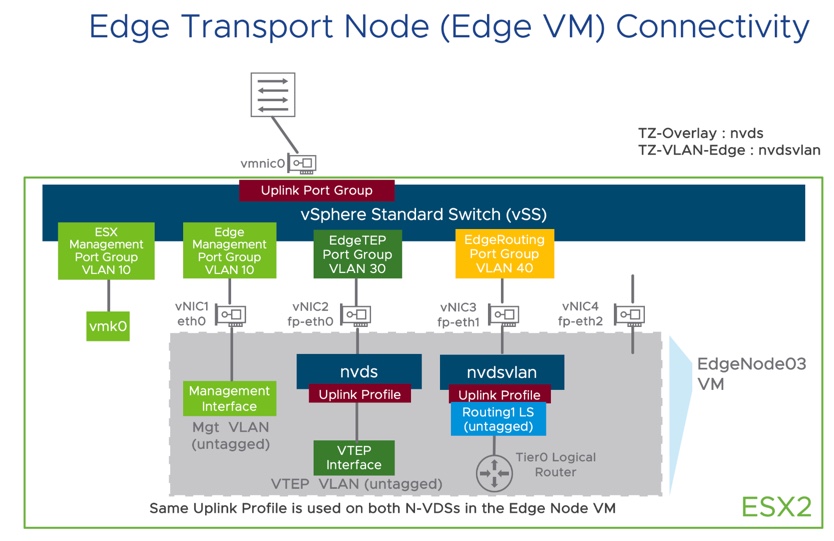 Edge Transport Node (Edge VM) Connectivity
TZ-Overlay : nvds
TZ-VLAN-Edge : nvdsvlan
vmnic0
Uplink Port Group
vSphere Standard Switch (vSS)
ESX
Management
Port Group
VLAN 10
Edge
Management
Port Group
VLAN 10
EdgeTEP
Port Group
VLAN 30
EdgeRouting
Port Group
VLAN 40
vmk0
vNIC1
eth0
vNIC2
fp-eth0
vNIC3
fp-eth1
vNIC4
fp-eth2
nvds
Uplink Profile
nvdsvlan
Uplink Profile
Routing1 LS
(untagged)
EdgeNode03
VM
Management
Interface
Mgt VLAN
(untagged)
VTEP
Interface
VTEP VLAN (untagged)
Tier0 Logical
Router
Same Uplink Profile is used on both N-VDSs in the Edge Node VM
ESX2